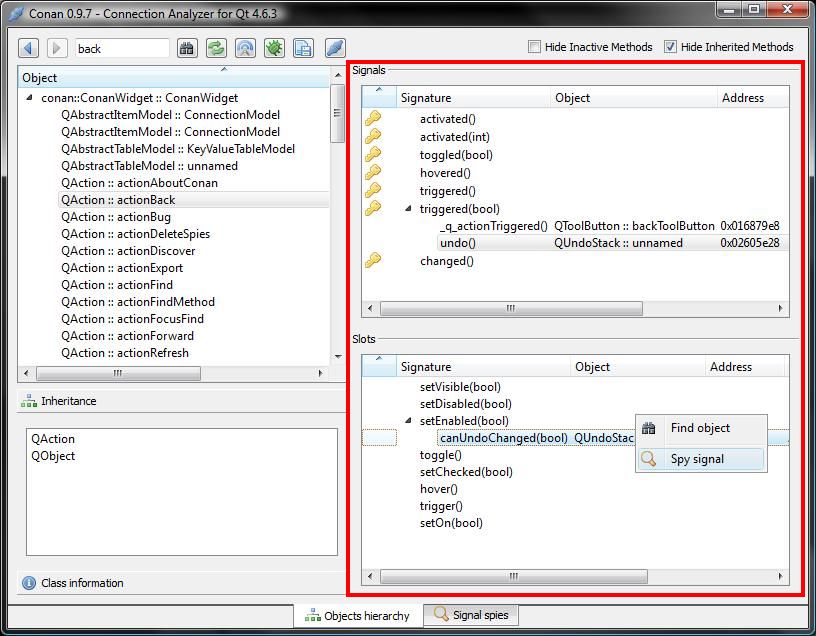 Conan 0.9.7 - Connection Analyzer for Qt 4.6.3
back
Hide Inactive Methods
Hide Inherited Methods
Object
conan::ConanWidget :: ConanWidget
QAbstractItemModel :: ConnectionModel
QAbstractItemModel :: ConnectionModel
QAbstractTableModel :: KeyValueTableModel
QAbstractTableModel :: unnamed
QAction :: actionAboutConan
QAction :: actionBack
QAction :: actionBug
QAction :: actionDeleteSpies
QAction :: actionDiscover
QAction :: actionExport
QAction :: actionFind
QAction :: actionFindMethod
QAction :: actionFocusFind
QAction :: actionForward
QAction :: actionRefresh
Inheritance
QAction
QObject
Class information
Signals
Signature Object Address
activated()
activated(int)
toggled(bool)
hovered()
triggered()
triggered(bool)
_q_actionTriggered() QToolButton :: backToolButton 0x016879e8
undo() QUndoStack :: unnamed 0x02605e28
changed()
Slots
Signature Object Address
setVisible(bool)
setDisabled(bool)
setEnabled(bool)
canUndoChanged(bool) QUndoStac
toggle()
setChecked(bool)
hover()
trigger()
setOn(bool)
Find object
Spy signal
Objects hierarchy
Signal spies